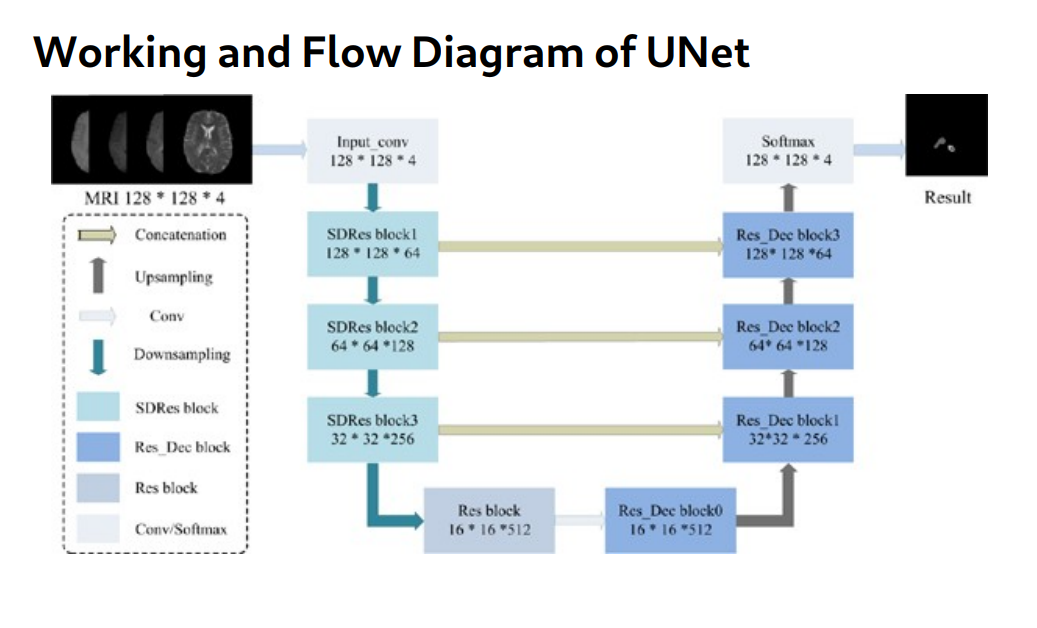 Working and Flow Diagram of UNet
MRI 128 * 128 * 4
Concatenation
Upsampling
Conv
Downsampling
SDRes block
Res_Dec block
Res block
Conv/Softmax
Input_conv
128 * 128 * 4
SDRes block1
128 * 128 * 64
SDRes block2
64 * 64 *128
SDRes block3
32 * 32 *256
Res block
16 * 16 *512
Res_Dec block0
16 * 16 *512
Res_Dec block1
32*32 * 256
Res_Dec block2
64* 64 *128
Res_Dec block3
128* 128 *64
Softmax
128 * 128 * 4
Result